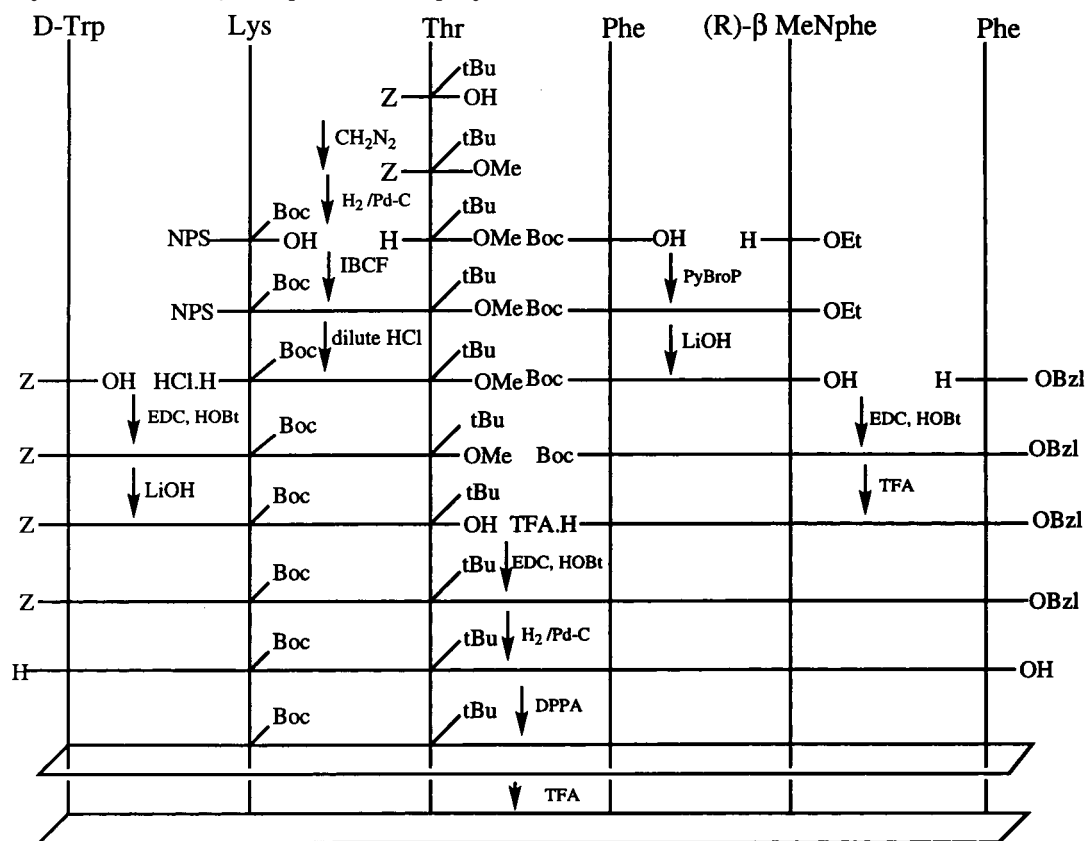 D-Trp Lys Thr Phe (R)-β MeNphe Phe
tBu
Z OH
CH₂N₂ tBu
Z OMe
H₂ /Pd-C
Boc tBu
NPS OH H OMe Boc OH H OEt
IBCF PyBroP
Boc tBu
NPS OMe Boc OEt
dilute HCl LiOH
Boc tBu
Z OH HCl.H OMe Boc OH H OBzl
EDC, HOBt EDC, HOBt
Boc tBu
Z OMe Boc OBzl
LiOH TFA
Boc tBu
Z OH TFA.H OBzl
EDC, HOBt
Boc tBu
Z OBzl
H₂ /Pd-C
Boc tBu
H OH
DPPA
Boc tBu
TFA